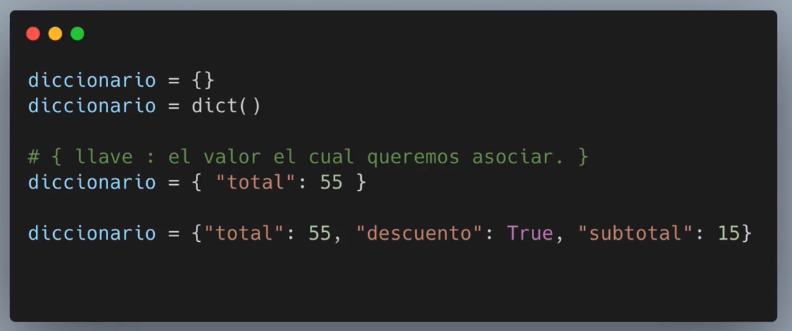 diccionario = {}
diccionario = dict()
# { llave : el valor el cual queremos asociar. }
diccionario = { "total": 55 }
diccionario = {"total": 55, "descuento": True, "subtotal": 15}